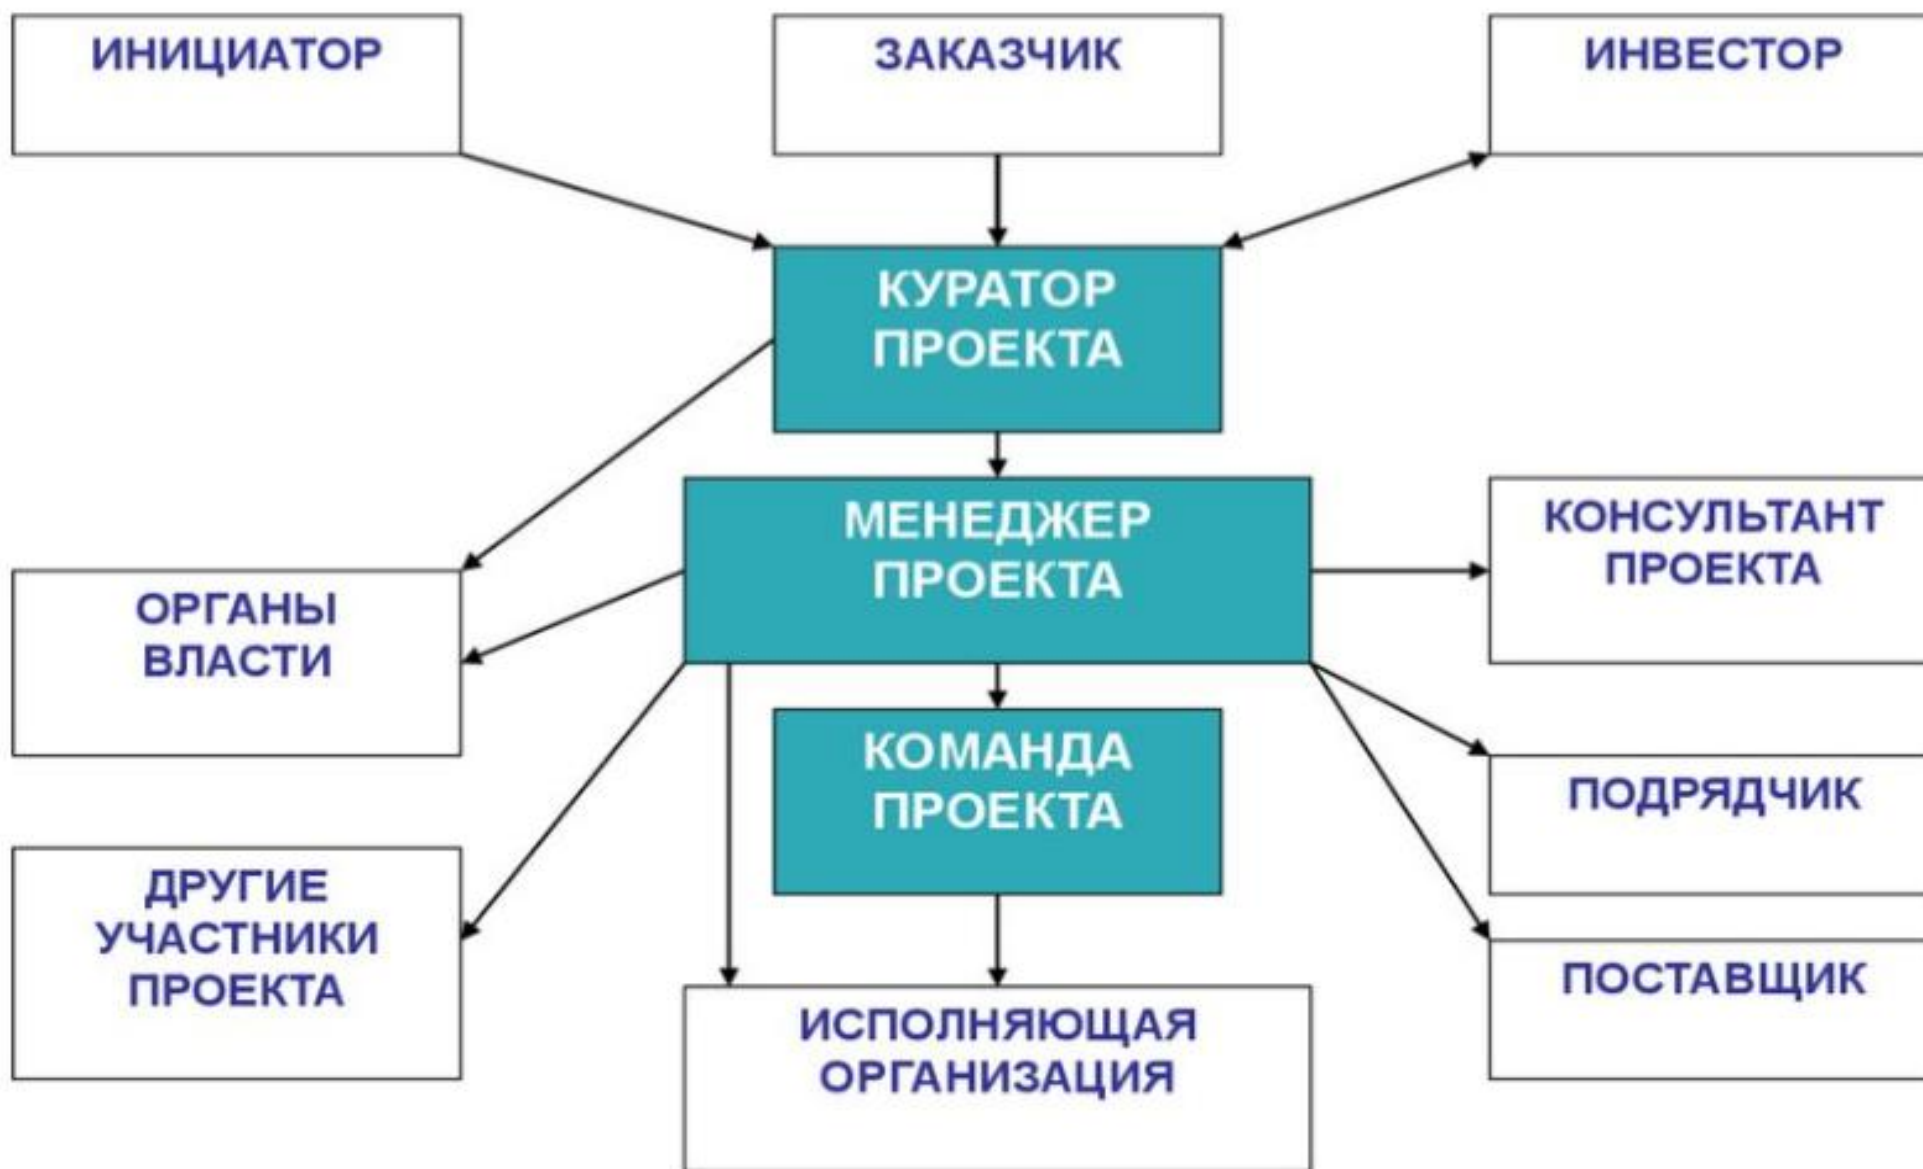 ИНИЦИАТОР
ЗАКАЗЧИК
ИНВЕСТОР
КУРАТОР
ПРОЕКТА
МЕНЕДЖЕР
ПРОЕКТА
КОНСУЛЬТАНТ
ПРОЕКТА
ОРГАНЫ
ВЛАСТИ
КОМАНДА
ПРОЕКТА
ПОДРЯДЧИК
ДРУГИЕ
УЧАСТНИКИ
ПРОЕКТА
ПОСТАВЩИК
ИСПОЛНЯЮЩАЯ
ОРГАНИЗАЦИЯ